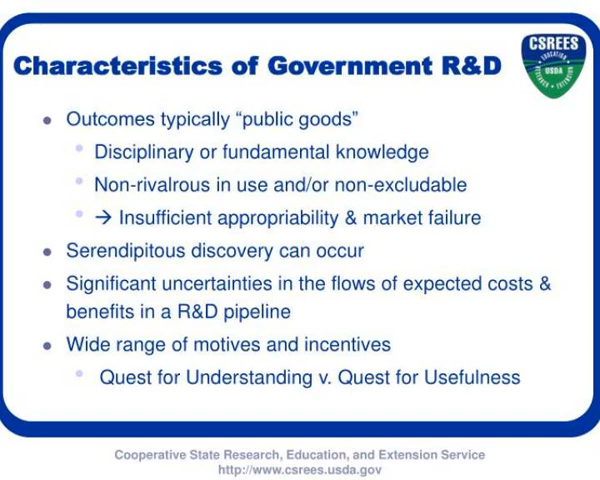 CSREES
EDUCATION
USDA
RESEARCH • EXTENSION
Characteristics of Government R&D
• Outcomes typically “public goods”
• Disciplinary or fundamental knowledge
• Non-rivalrous in use and/or non-excludable
• → Insufficient appropriability & market failure
• Serendipitous discovery can occur
• Significant uncertainties in the flows of expected costs &
benefits in a R&D pipeline
• Wide range of motives and incentives
• Quest for Understanding v. Quest for Usefulness
Cooperative State Research, Education, and Extension Service
http://www.csrees.usda.gov